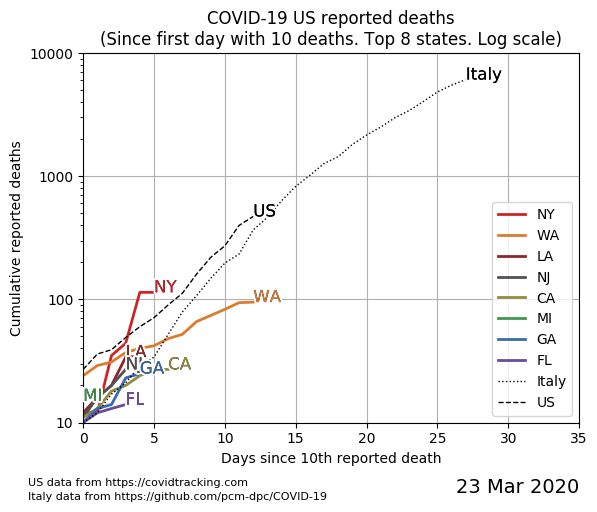 COVID-19 US reported deaths
(Since first day with 10 deaths. Top 8 states. Log scale)
10000
1000
100
10
Cumulative reported deaths
Italy
US
NY
WA
LA
NJ
CA
GA
MI
FL
NY
WA
LA
NJ
CA
MI
GA
FL
Italy
US
0
5
10
15
20
25
30
35
Days since 10th reported death
US data from https://covidtracking.com
Italy data from https://github.com/pcm-dpc/COVID-19
23 Mar 2020